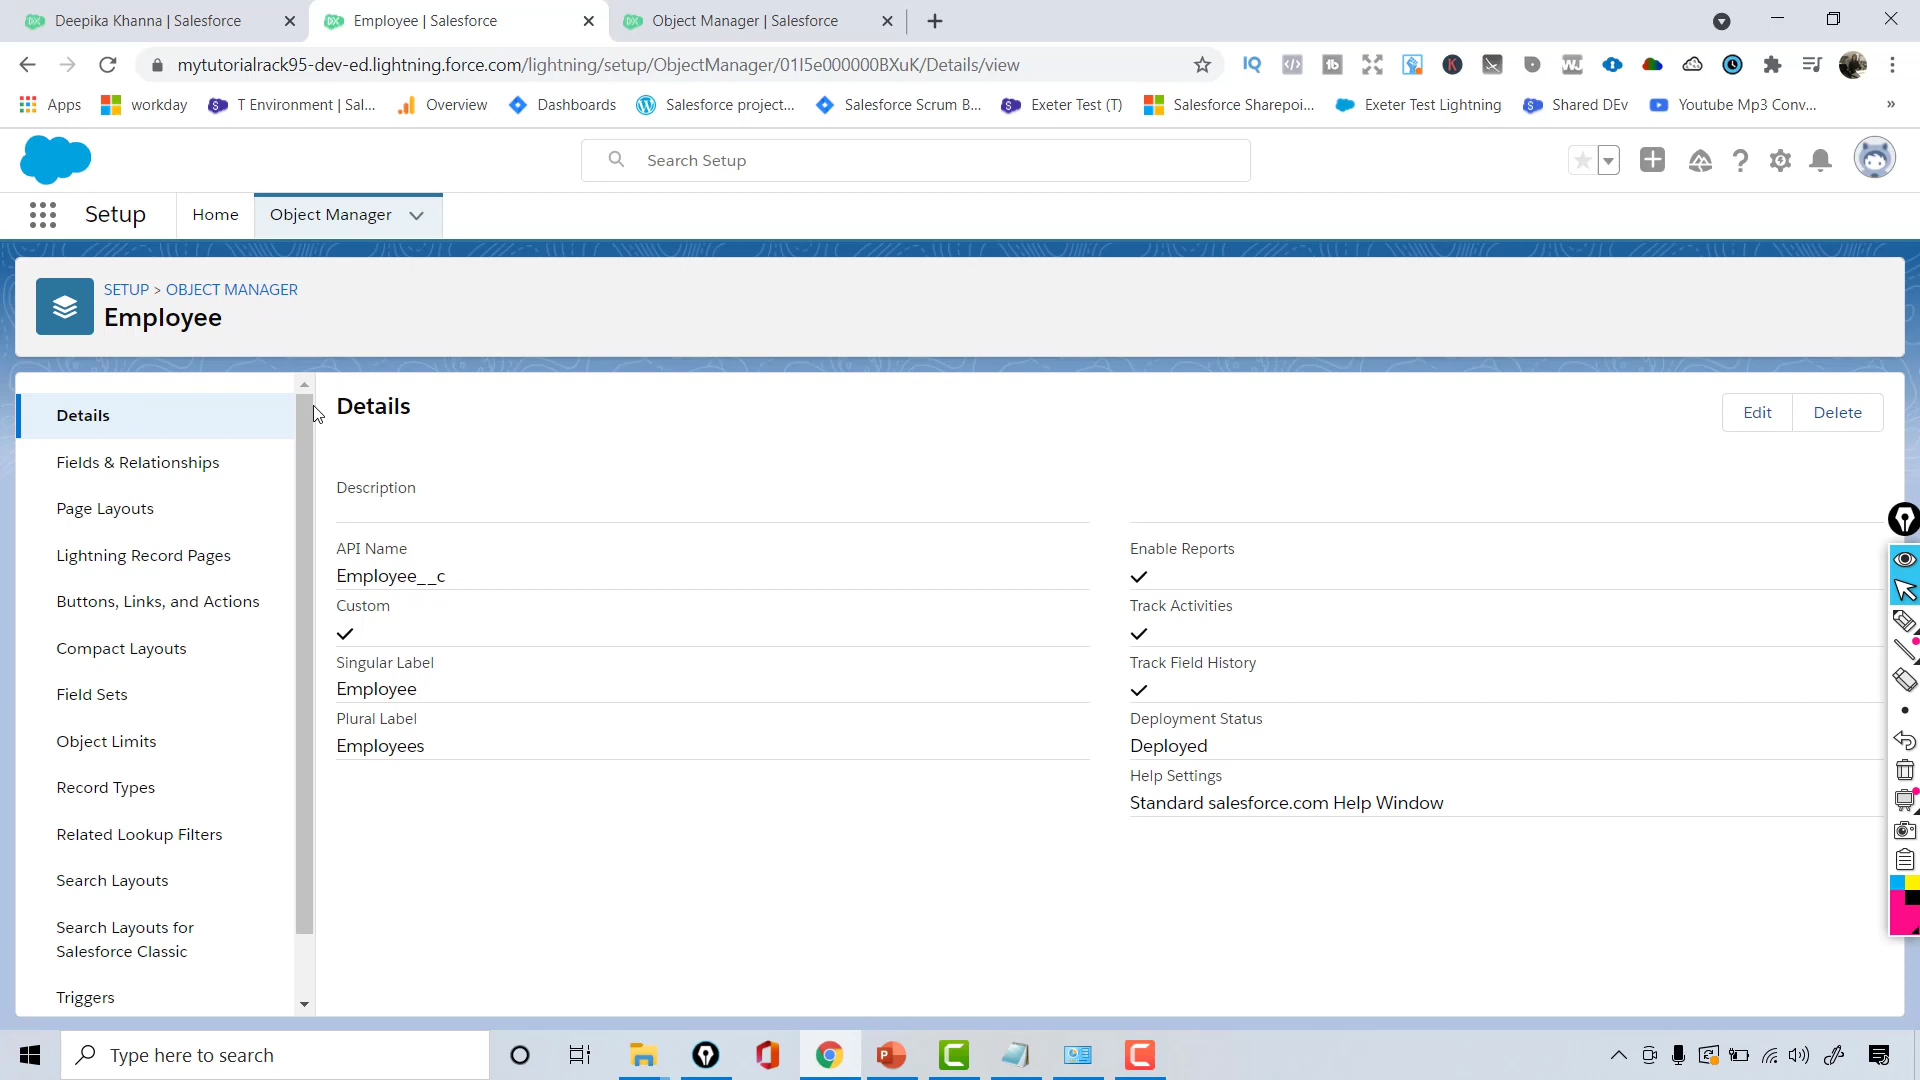 Deepika Khanna | Salesforce
Employee | Salesforce
Object Manager | Salesforce
mytutorialrack95-dev-ed.lightning.force.com/lightning/setup/ObjectManager/01I5e000000BXuK/Details/view
Apps
workday
T Environment | Sal...
Overview
Dashboards
Salesforce project...
Salesforce Scrum B...
Exeter Test (T)
Salesforce Sharepoi...
Exeter Test Lightning
Shared DEv
Youtube Mp3 Conv...
Search Setup
Setup
Home
Object Manager
SETUP > OBJECT MANAGER
Employee
Details
Fields & Relationships
Page Layouts
Lightning Record Pages
Buttons, Links, and Actions
Compact Layouts
Field Sets
Object Limits
Record Types
Related Lookup Filters
Search Layouts
Search Layouts for
Salesforce Classic
Triggers
Details
Edit
Delete
Description
API Name
Employee__c
Custom
Singular Label
Employee
Plural Label
Employees
Enable Reports
Track Activities
Track Field History
Deployment Status
Deployed
Help Settings
Standard salesforce.com Help Window
Type here to search